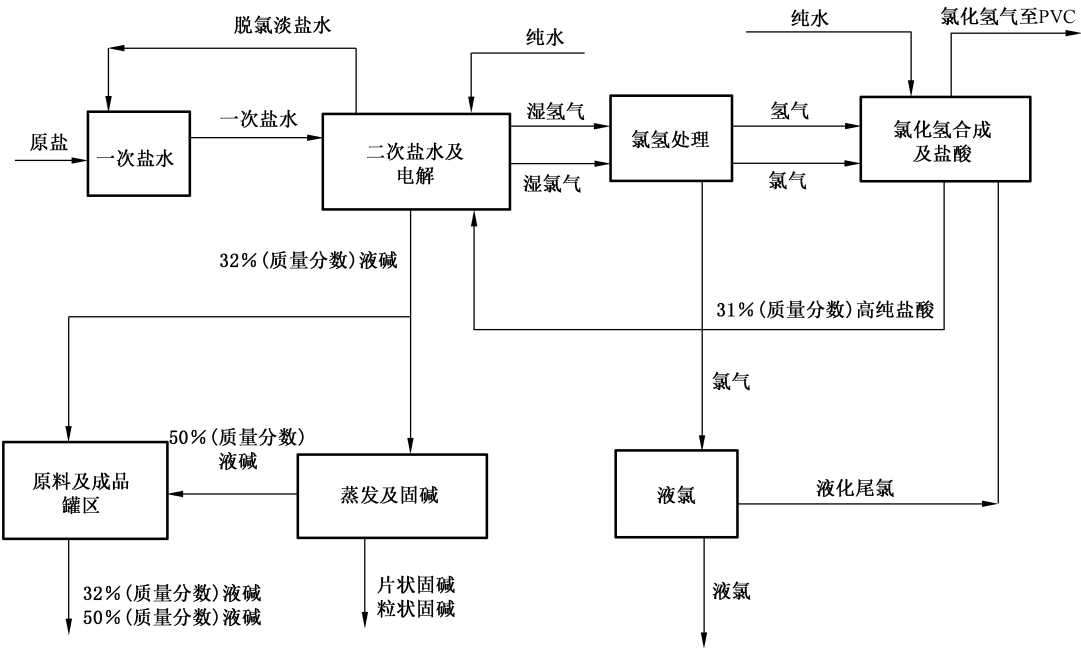 脱氯淡盐水
纯水
纯水
氯化氢气至PVC
原盐
一次盐水
一次盐水
二次盐水及
电解
湿氢气
湿氯气
氯氢处理
氢气
氯气
氯化氢合成
及盐酸
32%(质量分数)液碱
31%(质量分数)高纯盐酸
氯气
50%(质量分数)
液碱
原料及成品
罐区
蒸发及固碱
液氯
液化尾氯
32%(质量分数)液碱
50%(质量分数)液碱
片状固碱
粒状固碱
液氯